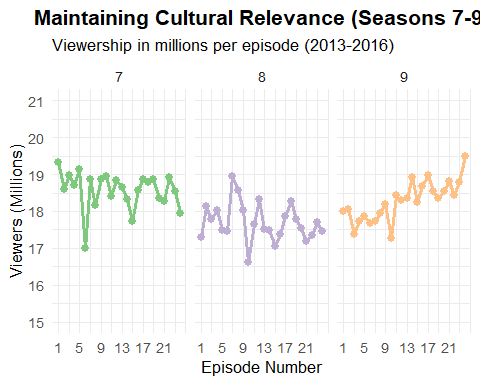 Maintaining Cultural Relevance (Seasons 7-9
Viewership in millions per episode (2013-2016)
7 8 9
Viewers (Millions)
21
20
19
18
17
16
15
1 5 9 13 17 21 1 5 9 13 17 21 1 5 9 13 17 21
Episode Number